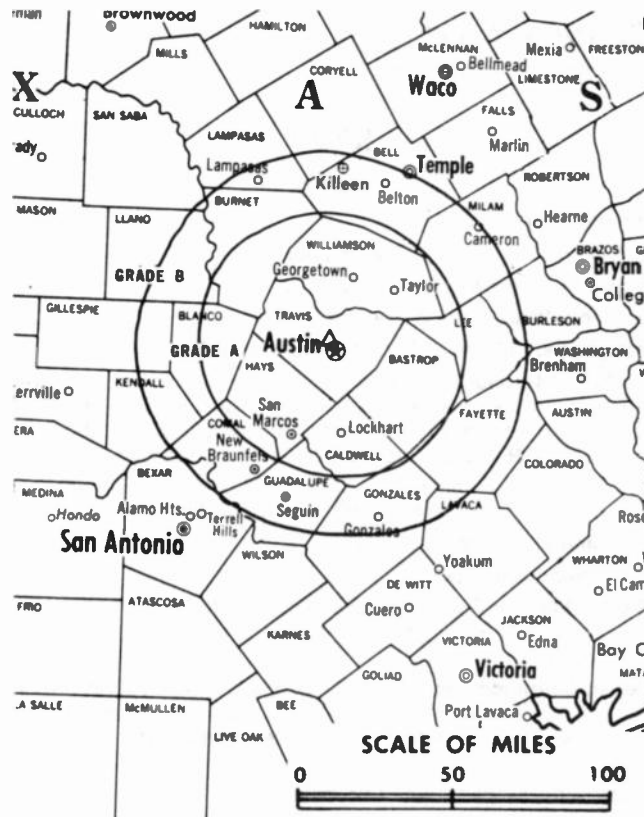 Brownwood
HAMILTON
McLENNAN
Mexia
FREESTONE
MILLS
Bellmead
CORYELL
Waco
LIMESTONE
X
A
S
CULLOCH
SAN SABA
FALLS
LAMPASAS
Marlin
BELL
Temple
Lampasas
Killeen
Belton
ROBERTSON
MASON
BURNET
MILAM
LLANO
Hearne
Cameron
WILLIAMSON
BRAZOS
GRADE B
Georgetown
Bryan
Taylor
Colleg
GILLESPIE
BLANCO
TRAVIS
LEE
BURLESON
GRADE A
Austin
WASHINGTON
HAYS
BASTROP
Brenham
KENDALL
San
Marcos
FAYETTE
AUSTIN
COMAL
Lockhart
New
Braunfels
CALDWELL
BEXAR
COLORADO
MEDINA
GUADALUPE
GONZALES
LAVACA
Hondo
Alamo Hts.
Terrell
Hills
Seguin
Gonzales
San Antonio
WILSON
Yoakum
WHARTON
DE WITT
El Cam
ATASCOSA
Cuero
JACKSON
KARNES
Edna
VICTORIA
Bay C
GOLIAD
Victoria
MATA
McMULLEN
BEE
Port Lavaca
LIVE OAK
SCALE OF MILES
0 50 100